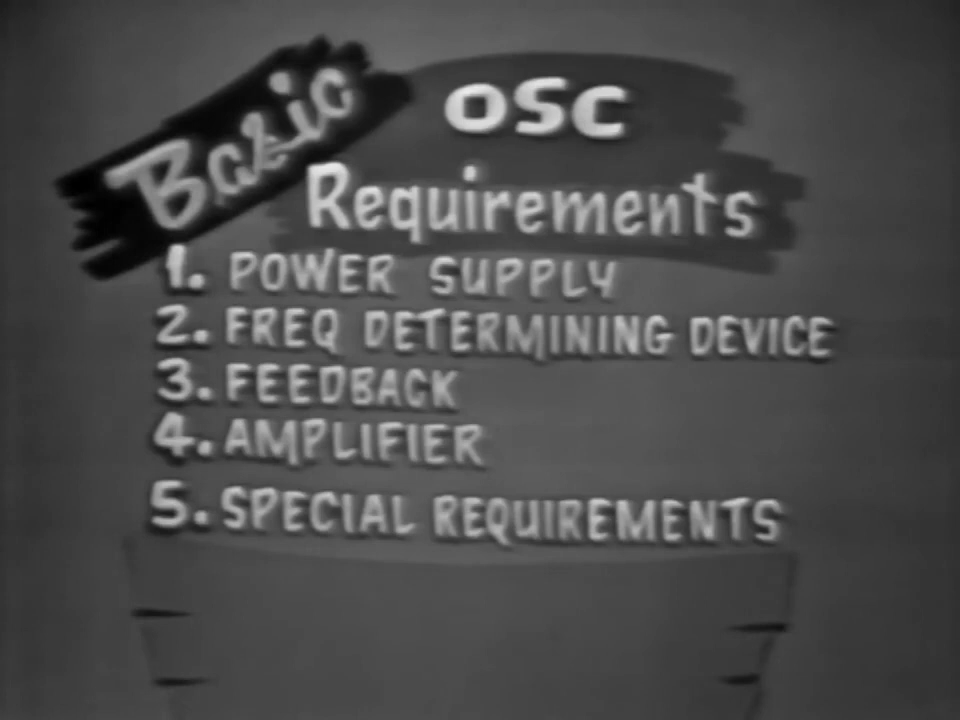 Basic OSC
Requirements
1. POWER SUPPLY
2. FREQ DETERMINING DEVICE
3. FEEDBACK
4. AMPLIFIER
5. SPECIAL REQUIREMENTS